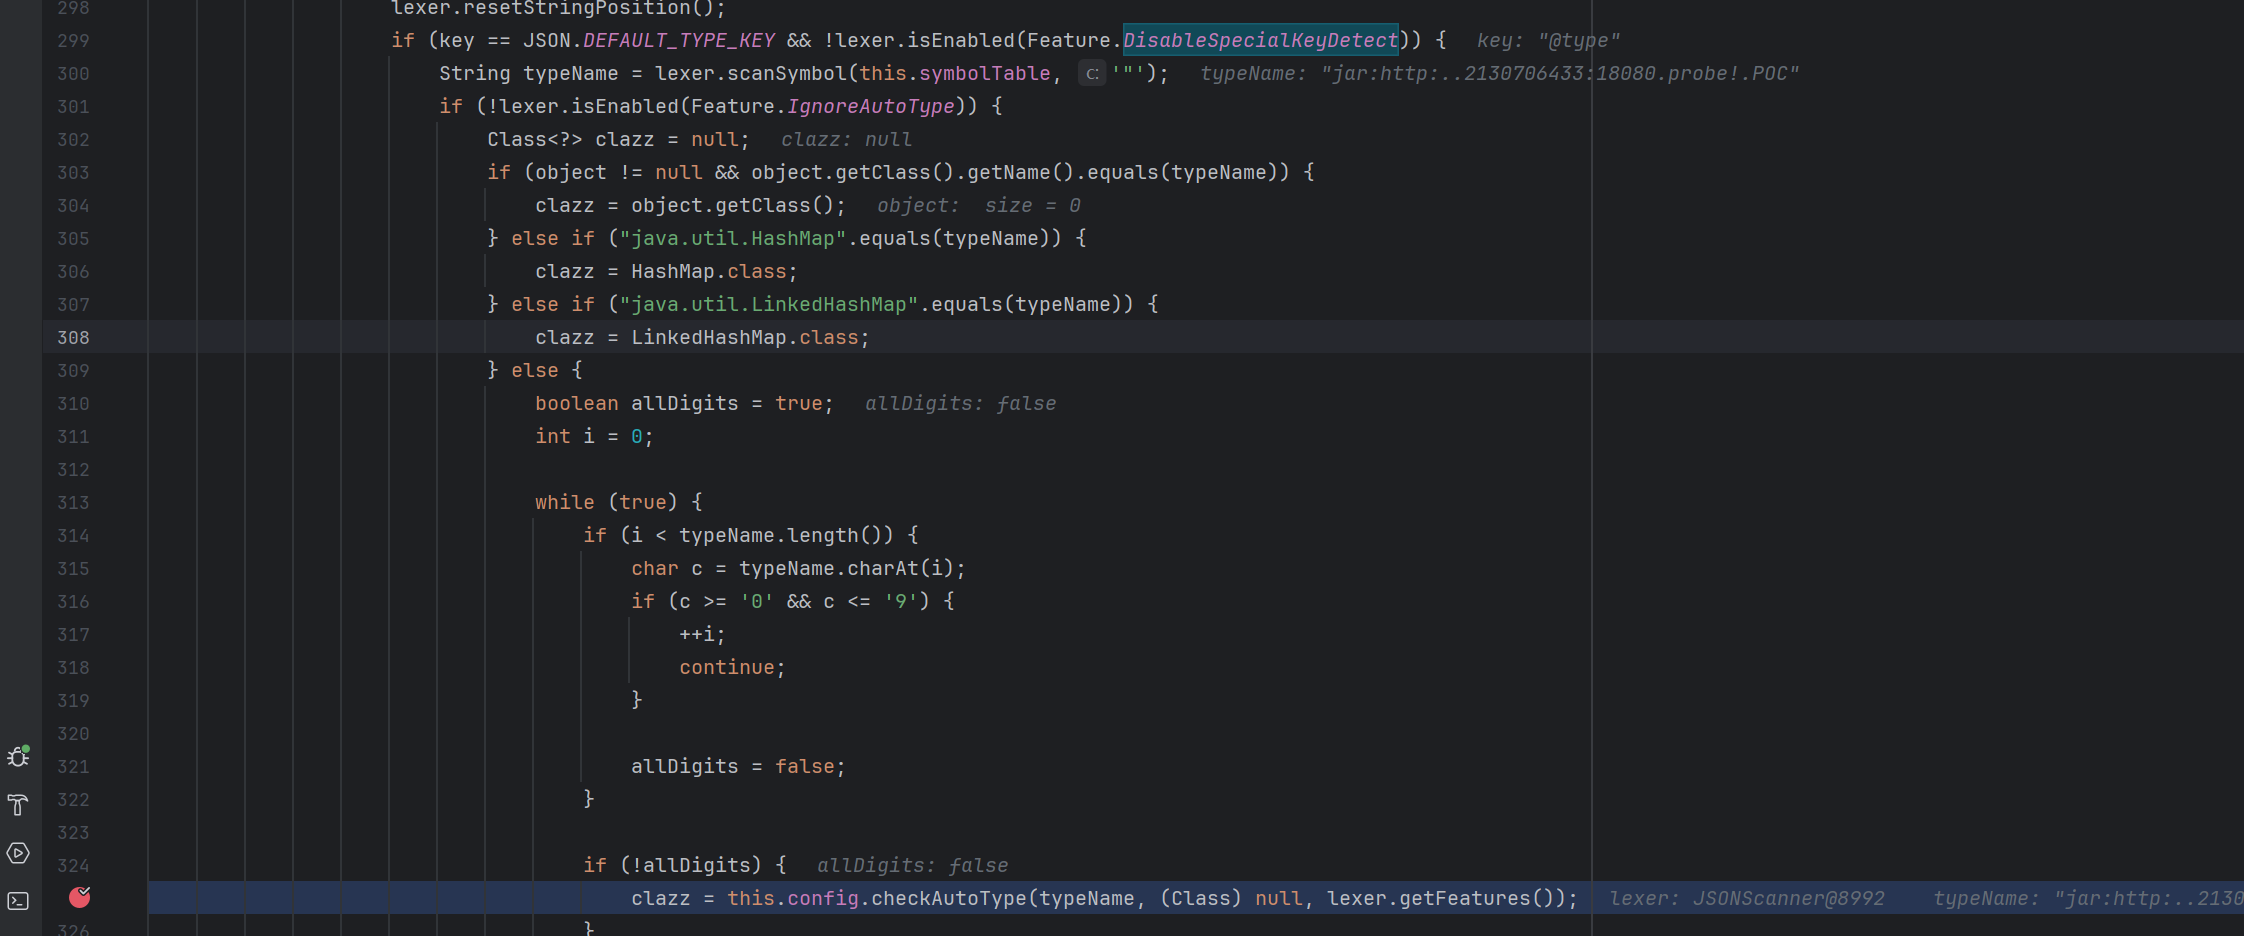 298 lexer.resetStringPosition();
299 if (key == JSON.DEFAULT_TYPE_KEY && !lexer.isEnabled(Feature.DisableSpecialKeyDetect)) { key: "@type"
300 String typeName = lexer.scanSymbol(this.symbolTable, c: '"'); typeName: "jar:http:..2130706433:18080.probe!.POC"
301 if (!lexer.isEnabled(Feature.IgnoreAutoType)) {
302 Class<?> clazz = null; clazz: null
303 if (object != null && object.getClass().getName().equals(typeName)) {
304 clazz = object.getClass(); object: size = 0
305 } else if ("java.util.HashMap".equals(typeName)) {
306 clazz = HashMap.class;
307 } else if ("java.util.LinkedHashMap".equals(typeName)) {
308 clazz = LinkedHashMap.class;
309 } else {
310 boolean allDigits = true; allDigits: false
311 int i = 0;
312
313 while (true) {
314 if (i < typeName.length()) {
315 char c = typeName.charAt(i);
316 if (c >= '0' && c <= '9') {
317 ++i;
318 continue;
319 }
320
321 allDigits = false;
322 }
323
324 if (!allDigits) { allDigits: false
clazz = this.config.checkAutoType(typeName, (Class) null, lexer.getFeatures()); lexer: JSONScanner@8992 typeName: "jar:http:..2130
326 }